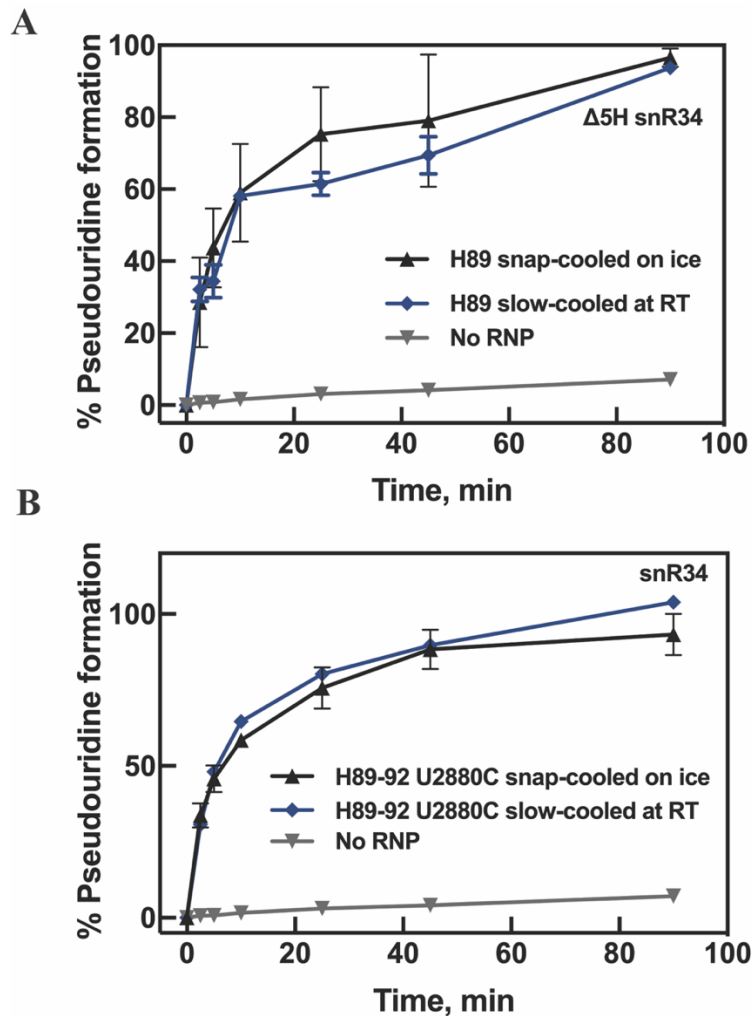 A
% Pseudouridine formation
100
80
60
40
20
0
Δ5H snR34
H89 snap-cooled on ice
H89 slow-cooled at RT
No RNP
0 20 40 60 80 100
Time, min
B
% Pseudouridine formation
100
50
0
snR34
H89-92 U2880C snap-cooled on ice
H89-92 U2880C slow-cooled at RT
No RNP
0 20 40 60 80 100
Time, min